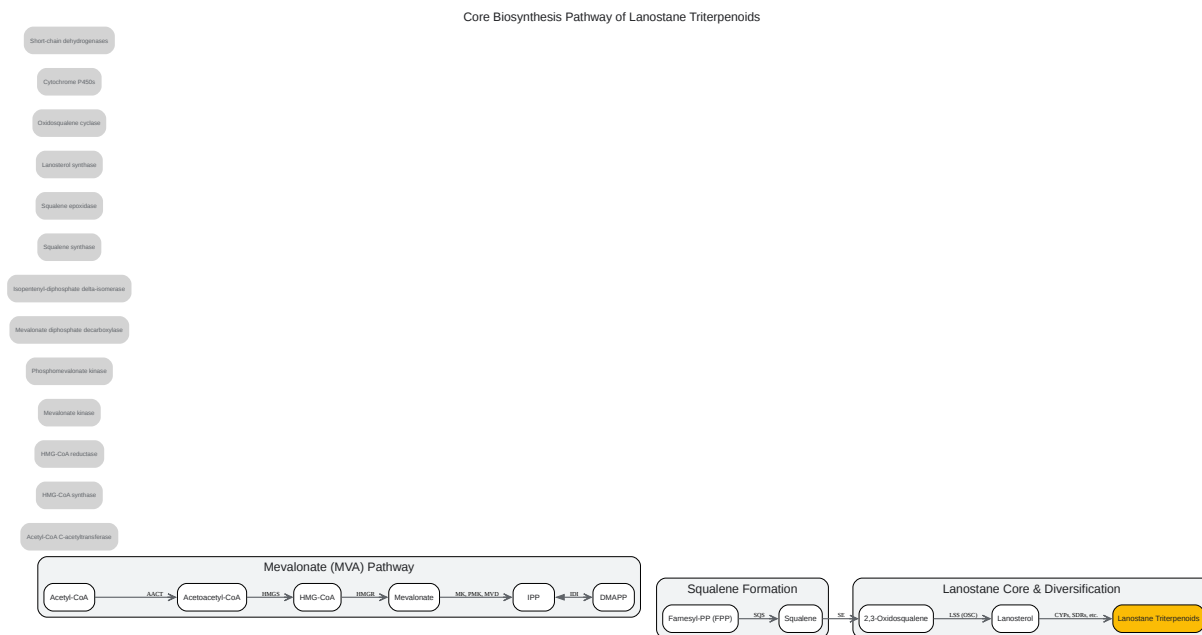 Core Biosynthesis Pathway of Lanostane Triterpenoids
Short-chain dehydrogenases
Cytochrome P450s
Oxidosqualene cyclase
Lanosterol synthase
Squalene epoxidase
Squalene synthase
Isopentenyl-diphosphate delta-isomerase
Mevalonate diphosphate decarboxylase
Phosphomevalonate kinase
Mevalonate kinase
HMG-CoA reductase
HMG-CoA synthase
Acetyl-CoA C-acetyltransferase
Mevalonate (MVA) Pathway
Acetyl-CoA
AACT
Acetoacetyl-CoA
HMGS
HMG-CoA
HMGR
Mevalonate
MK, PMK, MVD
IPP
IDI
DMAPP
Squalene Formation
Farnesyl-PP (FPP)
SQS
Squalene
SE
Lanostane Core & Diversification
2,3-Oxidosqualene
LSS (OSC)
Lanosterol
CYPs, SDRs, etc.
Lanostane Triterpenoids